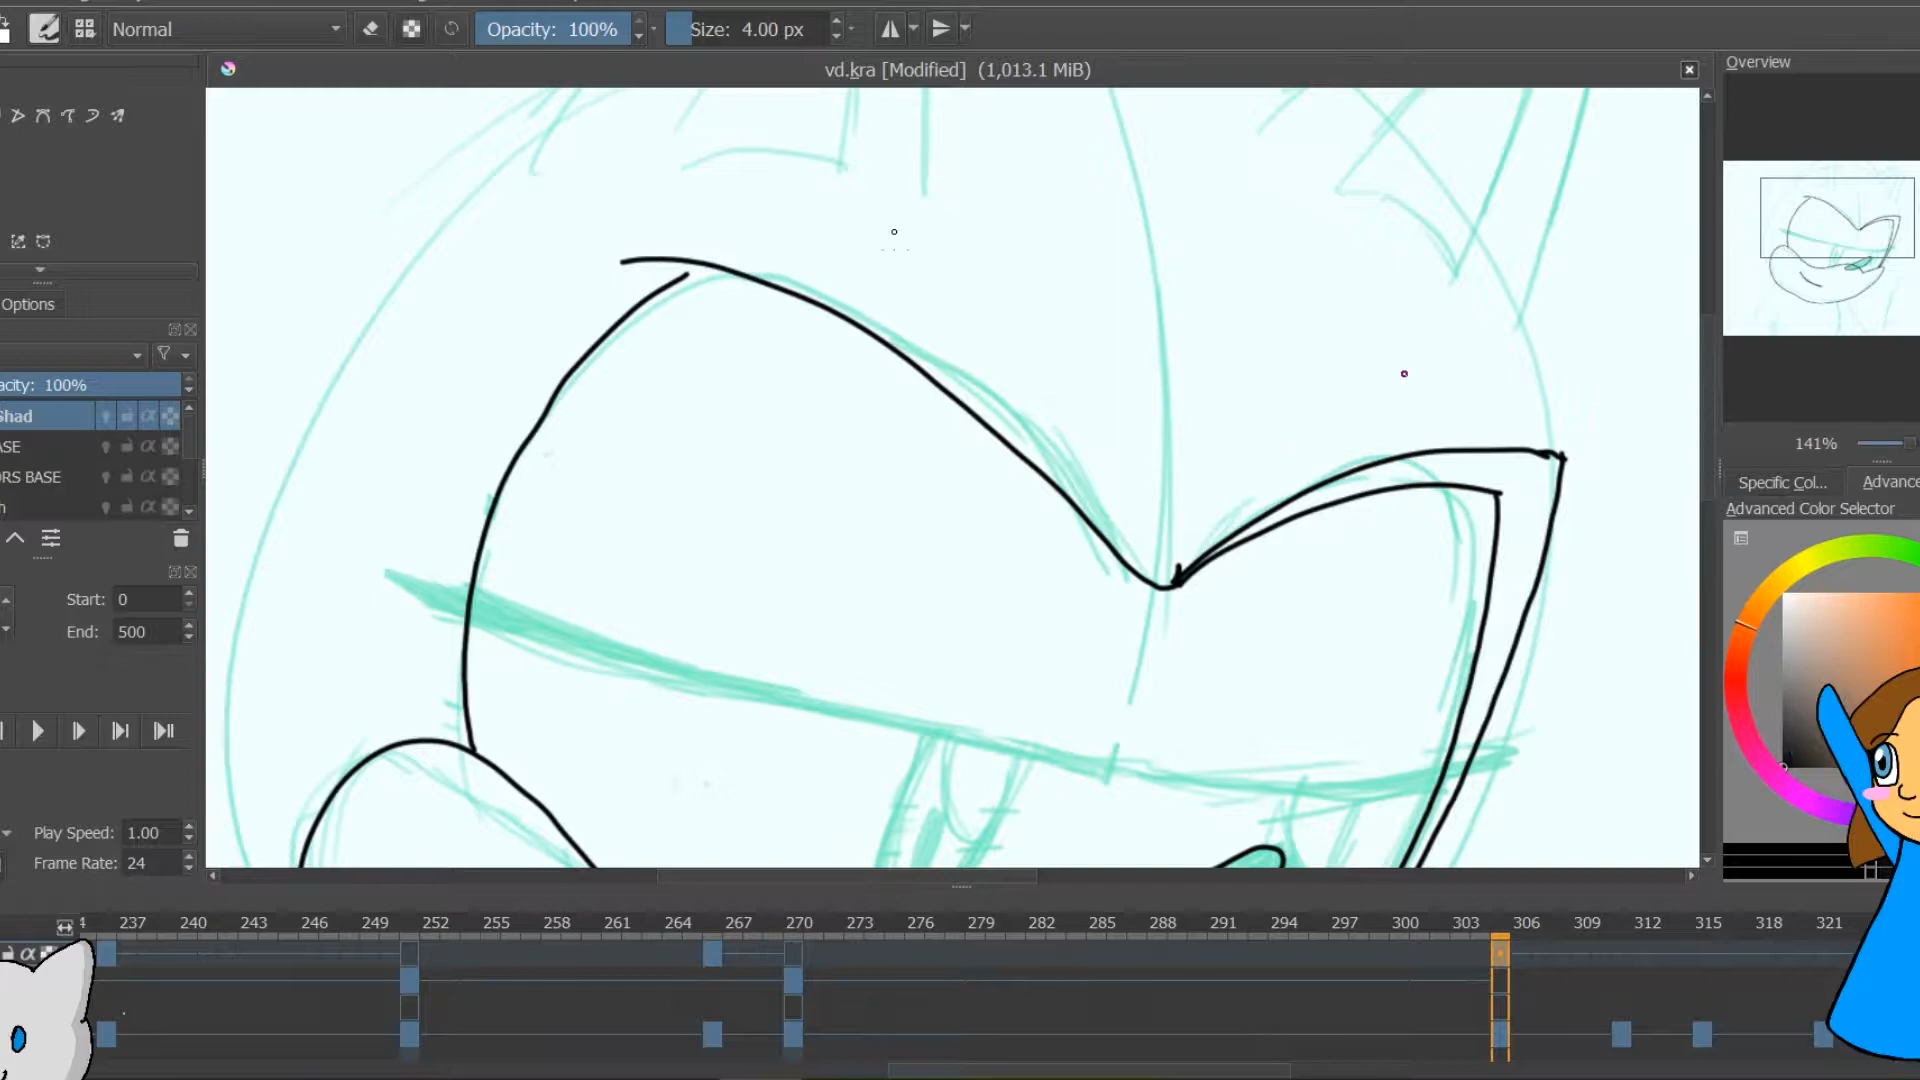 Normal
Opacity: 100%
Size: 4.00 px
vd.kra [Modified] (1,013.1 MiB)
Overview
Options
acity: 100%
Shad
ASE
ORS BASE
h
Start: 0
End: 500
141%
Specific Col...
Advance
Advanced Color Selector
Play Speed: 1.00
Frame Rate: 24
4 237 240 243 246 249 252 255 258 261 264 267 270 273 276 279 282 285 288 291 294 297 300 303 306 309 312 315 318 321